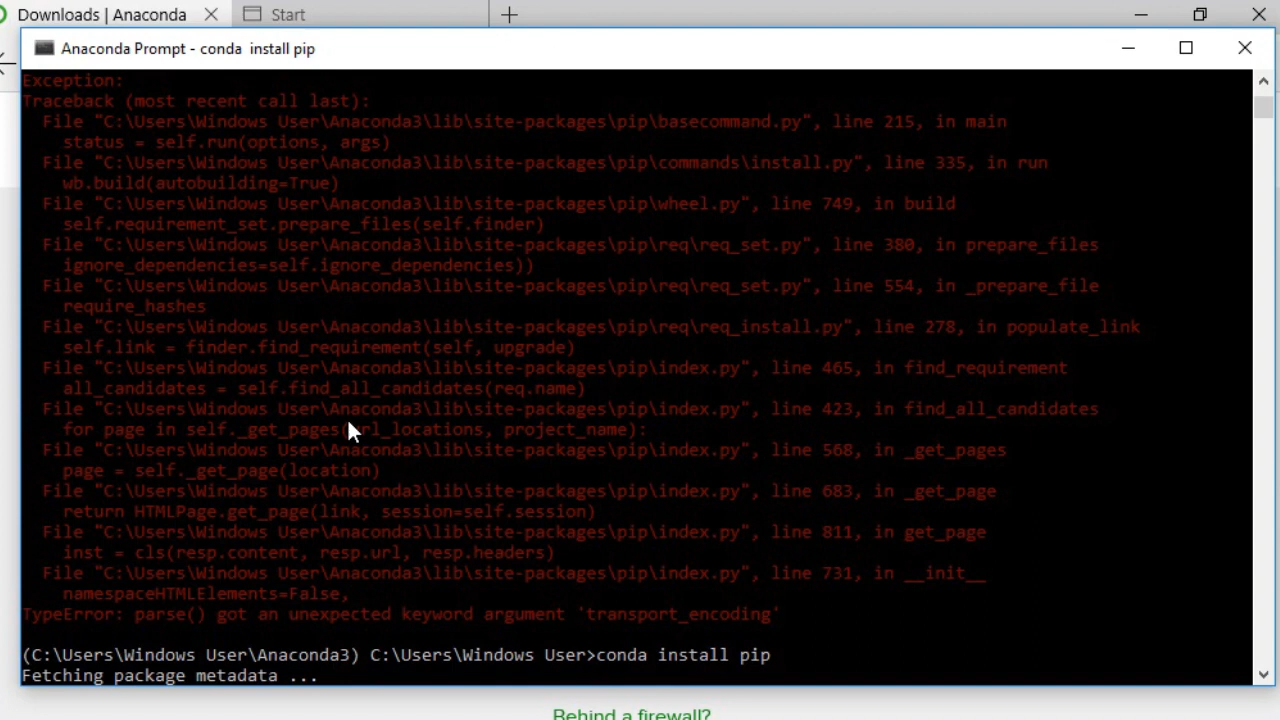 Downloads | Anaconda
Start
Anaconda Prompt - conda  install pip
Exception:
Traceback (most recent call last):
  File "C:\Users\Windows User\Anaconda3\lib\site-packages\pip\basecommand.py", line 215, in main
    status = self.run(options, args)
  File "C:\Users\Windows User\Anaconda3\lib\site-packages\pip\commands\install.py", line 335, in run
    wb.build(autobuilding=True)
  File "C:\Users\Windows User\Anaconda3\lib\site-packages\pip\wheel.py", line 749, in build
    self.requirement_set.prepare_files(self.finder)
  File "C:\Users\Windows User\Anaconda3\lib\site-packages\pip\req\req_set.py", line 380, in prepare_files
    ignore_dependencies=self.ignore_dependencies))
  File "C:\Users\Windows User\Anaconda3\lib\site-packages\pip\req\req_set.py", line 554, in _prepare_file
    require_hashes
  File "C:\Users\Windows User\Anaconda3\lib\site-packages\pip\req\req_install.py", line 278, in populate_link
    self.link = finder.find_requirement(self, upgrade)
  File "C:\Users\Windows User\Anaconda3\lib\site-packages\pip\index.py", line 465, in find_requirement
    all_candidates = self.find_all_candidates(req.name)
  File "C:\Users\Windows User\Anaconda3\lib\site-packages\pip\index.py", line 423, in find_all_candidates
    for page in self._get_pages(url_locations, project_name):
  File "C:\Users\Windows User\Anaconda3\lib\site-packages\pip\index.py", line 568, in _get_pages
    page = self._get_page(location)
  File "C:\Users\Windows User\Anaconda3\lib\site-packages\pip\index.py", line 683, in _get_page
    return HTMLPage.get_page(link, session=self.session)
  File "C:\Users\Windows User\Anaconda3\lib\site-packages\pip\index.py", line 811, in get_page
    inst = cls(resp.content, resp.url, resp.headers)
  File "C:\Users\Windows User\Anaconda3\lib\site-packages\pip\index.py", line 731, in __init__
    namespaceHTMLElements=False,
TypeError: parse() got an unexpected keyword argument 'transport_encoding'
(C:\Users\Windows User\Anaconda3) C:\Users\Windows User>conda install pip
Fetching package metadata ...
Behind a firewall?